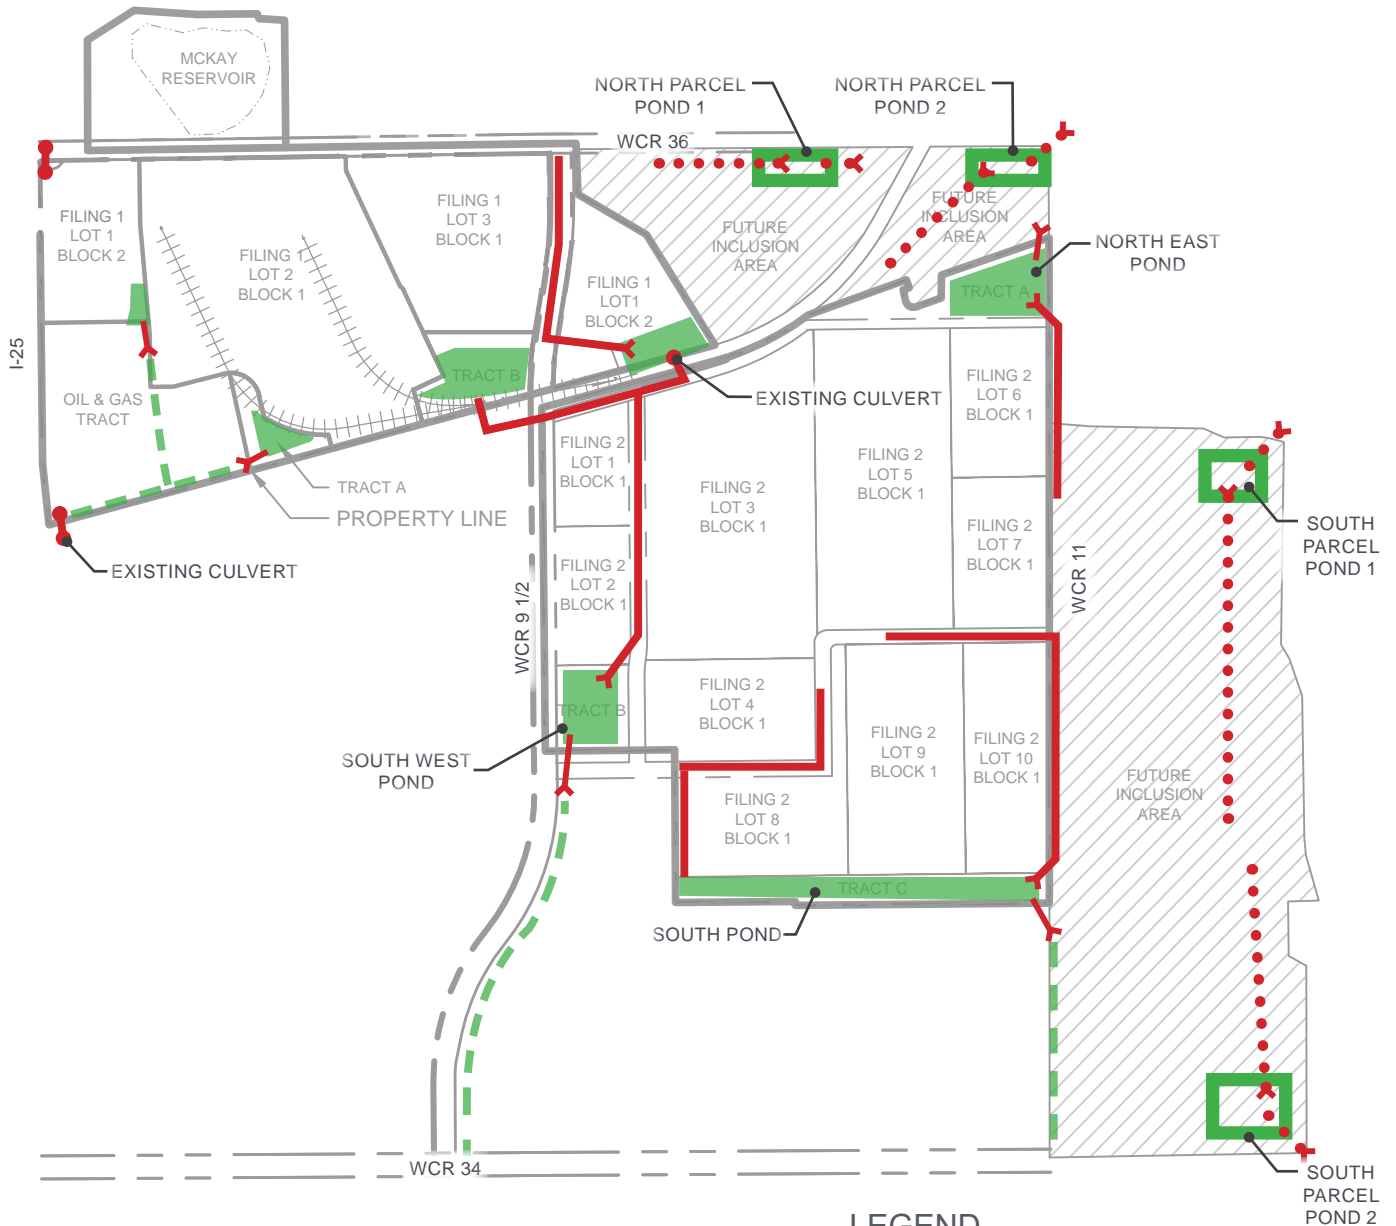 MCKAY
RESERVOIR
NORTH PARCEL
POND 1
NORTH PARCEL
POND 2
WCR 36
FILING 1
LOT 1
BLOCK 2
FILING 1
LOT 2
BLOCK 1
FILING 1
LOT 3
BLOCK 1
FILING 1
LOT1
BLOCK 2
FUTURE
INCLUSION
AREA
FUTURE
INCLUSION
AREA
NORTH EAST
POND
TRACT A
I-25
OIL & GAS
TRACT
TRACT B
EXISTING CULVERT
FILING 2
LOT 6
BLOCK 1
TRACT A
PROPERTY LINE
EXISTING CULVERT
FILING 2
LOT 1
BLOCK 1
FILING 2
LOT 3
BLOCK 1
FILING 2
LOT 5
BLOCK 1
FILING 2
LOT 7
BLOCK 1
SOUTH
PARCEL
POND 1
FILING 2
LOT 2
BLOCK 1
WCR 9 1/2
WCR 11
TRACT B
FILING 2
LOT 4
BLOCK 1
FILING 2
LOT 9
BLOCK 1
FILING 2
LOT 10
BLOCK 1
SOUTH WEST
POND
FILING 2
LOT 8
BLOCK 1
FUTURE
INCLUSION
AREA
TRACT C
SOUTH POND
WCR 34
SOUTH
PARCEL
POND 2
LEGEND